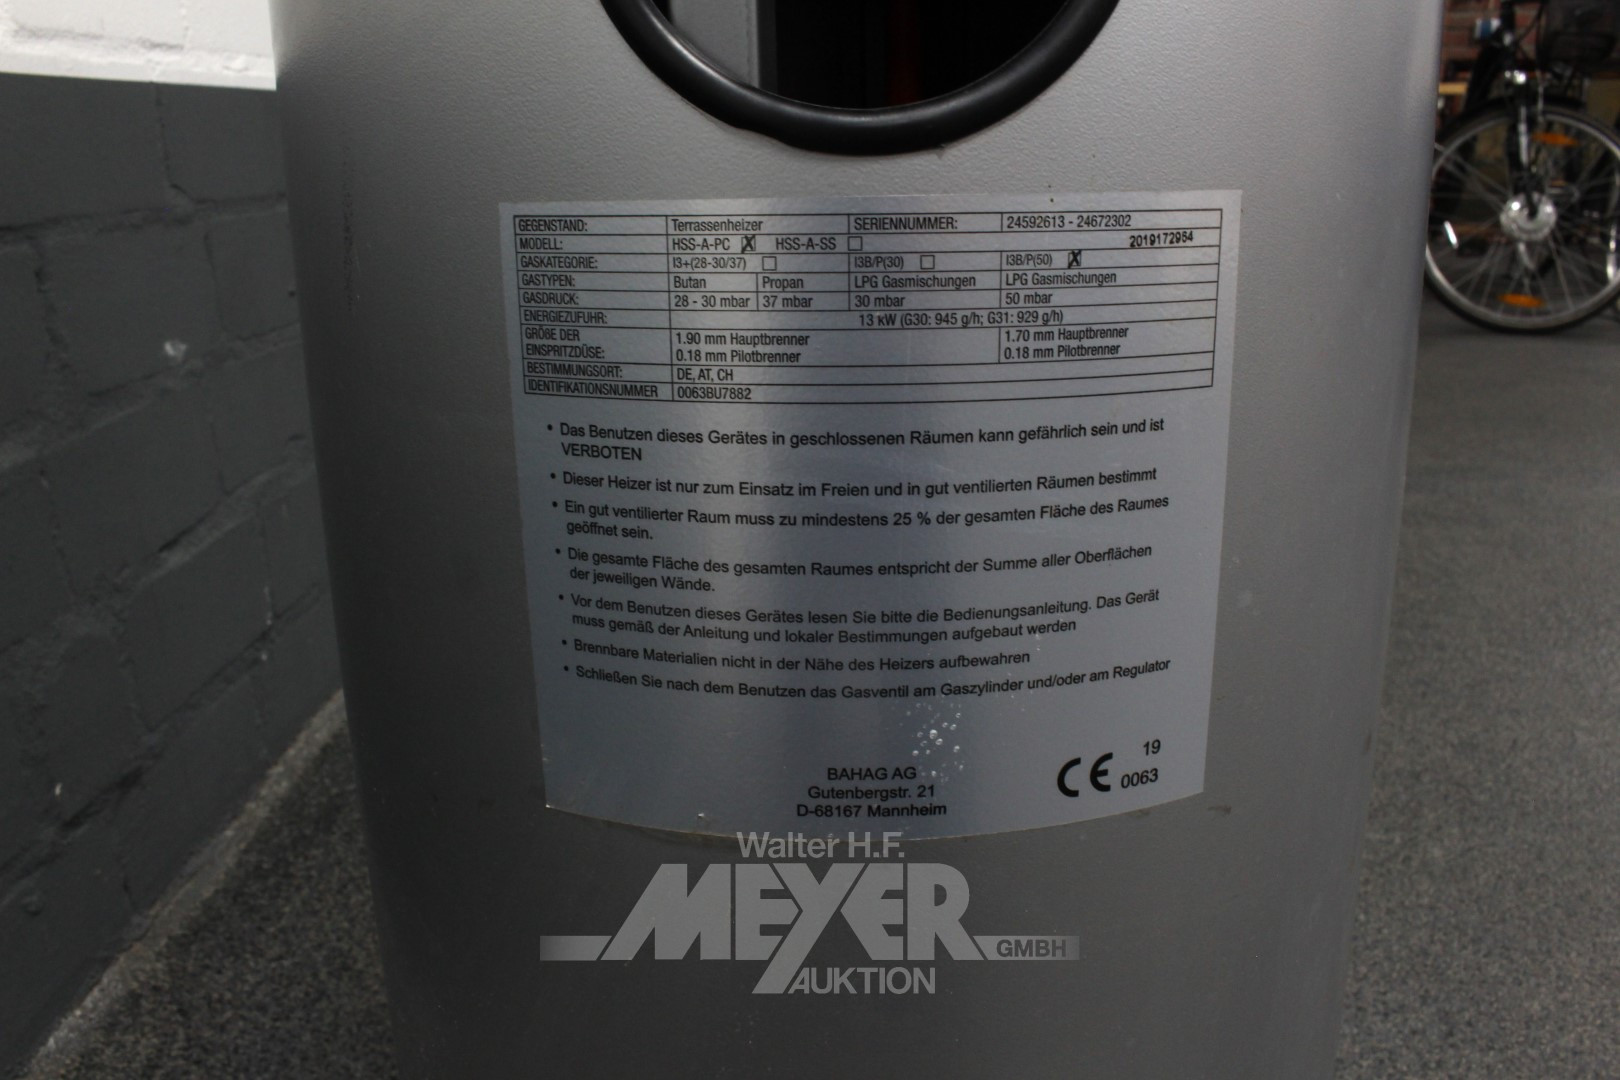 GEGENSTAND: Terrassenheizer SERIENNUMMER: 24592613 - 24672302
MODELL: HSS-A-PC HSS-A-SS 2019172954
GASKATEGORIE: I3+(28-30/37) I3B/P(30) I3B/P(50)
GASTYPEN: Butan Propan LPG Gasmischungen LPG Gasmischungen
GASDRUCK: 28 - 30 mbar 37 mbar 30 mbar 50 mbar
ENERGIEZUFUHR: 13 KW (G30: 945 g/h; G31: 929 g/h)
GRÖßE DER 1.90 mm Hauptbrenner 1.70 mm Hauptbrenner
EINSPRITZDÜSE: 0.18 mm Pilotbrenner 0.18 mm Pilotbrenner
BESTIMMUNGSORT: DE, AT, CH
IDENTIFIKATIONSNUMMER 0063BU7882
• Das Benutzen dieses Gerätes in geschlossenen Räumen kann gefährlich sein und ist
VERBOTEN
• Dieser Heizer ist nur zum Einsatz im Freien und in gut ventilierten Räumen bestimmt
• Ein gut ventilierter Raum muss zu mindestens 25 % der gesamten Fläche des Raumes
geöffnet sein.
• Die gesamte Fläche des gesamten Raumes entspricht der Summe aller Oberflächen
der jeweiligen Wände.
• Vor dem Benutzen dieses Gerätes lesen Sie bitte die Bedienungsanleitung. Das Gerät
muss gemäß der Anleitung und lokaler Bestimmungen aufgebaut werden
• Brennbare Materialien nicht in der Nähe des Heizers aufbewahren
• Schließen Sie nach dem Benutzen das Gasventil am Gaszylinder und/oder am Regulator
BAHAG AG
Gutenbergstr. 21
D-68167 Mannheim
CE 19
0063
Walter H.F.
MEYER
GMBH
AUKTION